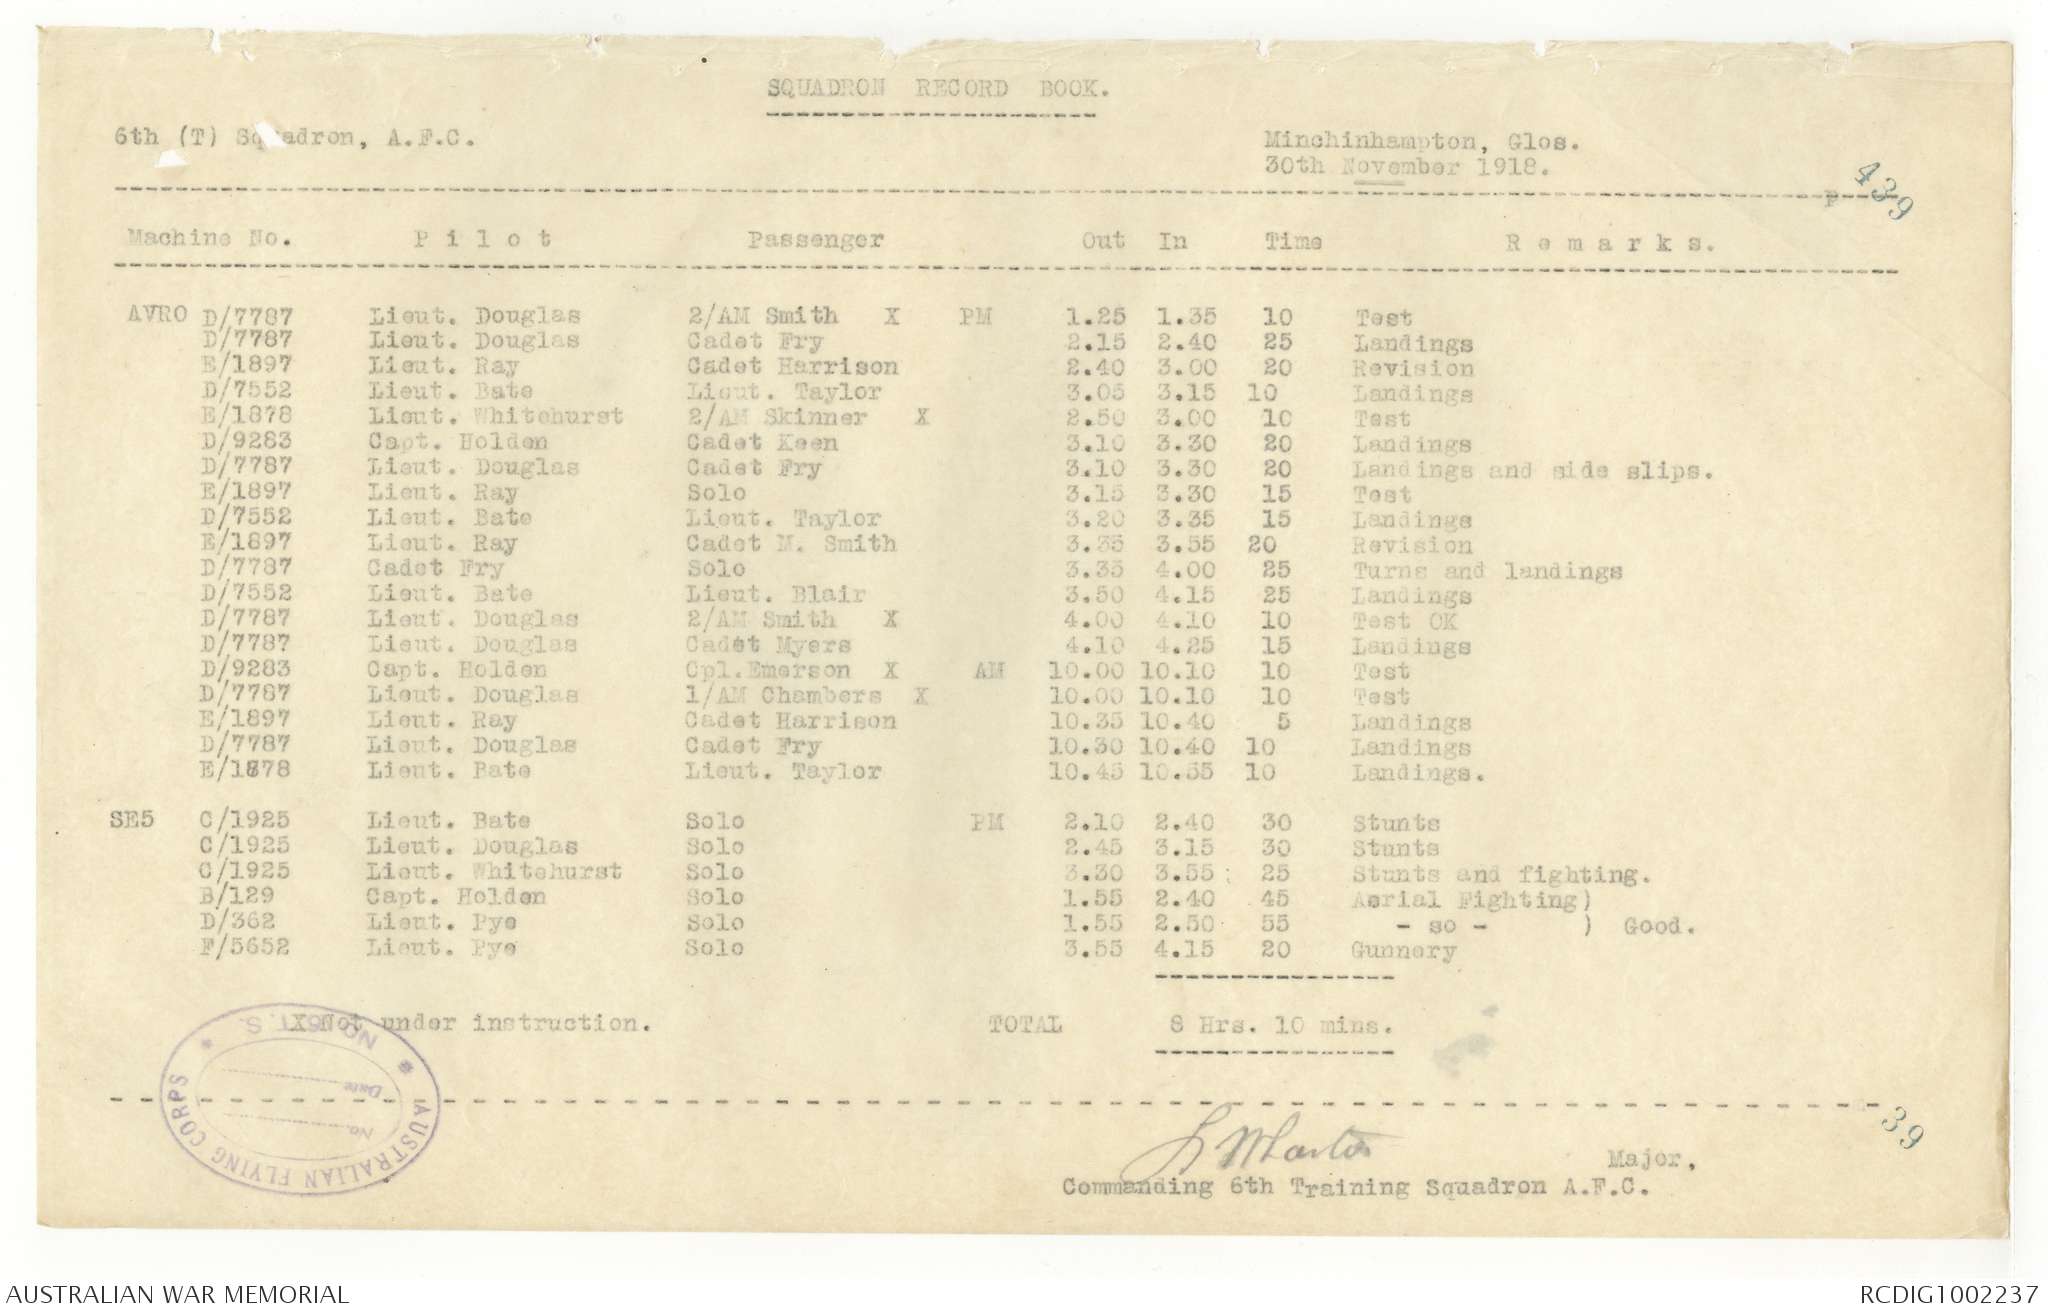 SQUADRON RECORD BOOK.
6th (T) Squadron, A.F.C.
Minchinhampton, Glos.
30th November 1918.
439
P
Machine No. Pilot Passenger Out In Time Remarks.
AVRO D/7787 Lieut. Douglas 2/AM Smith X PM 1.25 1.35 10 Test
D/7787 Lieut. Douglas Cadet Fry 2.15 2.40 25 Landings
E/1897 Lieut. Ray Cadet Harrison 2.40 3.00 20 Revision
D/7552 Lieut. Bate Lieut. Taylor 3.05 3.15 10 Landings
E/1878 Lieut. Whitehurst 2/AM Skinner X 2.50 3.00 10 Test
D/9283 Capt. Holden Cadet Keen 3.10 3.30 20 Landings
D/7787 Lieut. Douglas Cadet Fry 3.10 3.30 20 Landings and side slips.
E/1897 Lieut. Ray Solo 3.15 3.30 15 Test
D/7552 Lieut. Bate Lieut. Taylor 3.20 3.35 15 Landings
E/1897 Lieut. Ray Cadet M. Smith 3.35 3.55 20 Revision
D/7787 Cadet Fry Solo 3.35 4.00 25 Turns and landings
D/7552 Lieut. Bate Lieut. Blair 3.50 4.15 25 Landings
D/7787 Lieut. Douglas 2/AM Smith X 4.00 4.10 10 Test OK
D/7787 Lieut. Douglas Cadet Myers 4.10 4.25 15 Landings
D/9283 Capt. Holden Cpl.Emerson X AM 10.00 10.10 10 Test
D/7787 Lieut. Douglas 1/AM Chambers X 10.00 10.10 10 Test
E/1897 Lieut. Ray Cadet Harrison 10.35 10.40 5 Landings
D/7787 Lieut. Douglas Cadet Fry 10.30 10.40 10 Landings
E/1878 Lieut. Bate Lieut. Taylor 10.45 10.55 10 Landings.
SE5 C/1925 Lieut. Bate Solo PM 2.10 2.40 30 Stunts
C/1925 Lieut. Douglas Solo 2.45 3.15 30 Stunts
C/1925 Lieut. Whitehurst Solo 3.30 3.55 25 Stunts and fighting.
B/129 Capt. Holden Solo 1.55 2.40 45 Aerial Fighting)
D/362 Lieut. Pye Solo 1.55 2.50 55 - so - ) Good.
F/5652 Lieut. Pye Solo 3.55 4.15 20 Gunnery
X Not under instruction. TOTAL 8 Hrs. 10 mins.
AUSTRALIAN FLYING CORPS
No.
Date
39
L Martin
Major,
Commanding 6th Training Squadron A.F.C.
AUSTRALIAN WAR MEMORIAL
RCDIG1002237